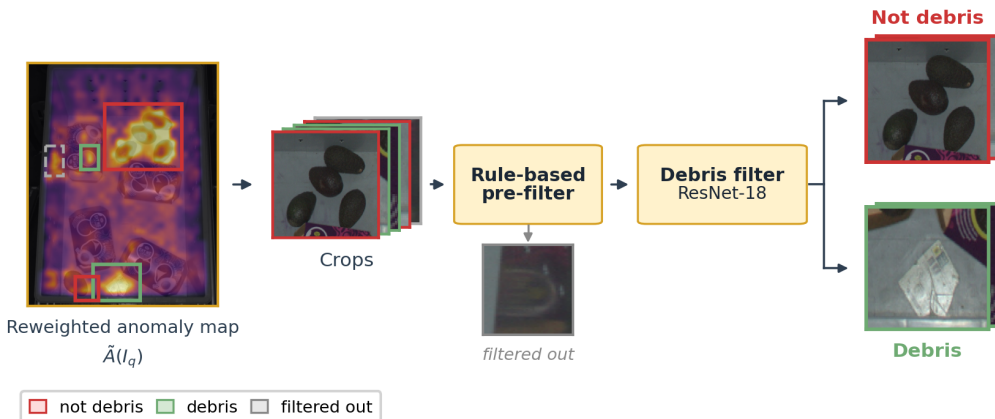 Not debris
Rule-based
pre-filter
Debris filter
ResNet-18
Crops
Reweighted anomaly map
Ã(I_q)
filtered out
Debris
not debris
debris
filtered out